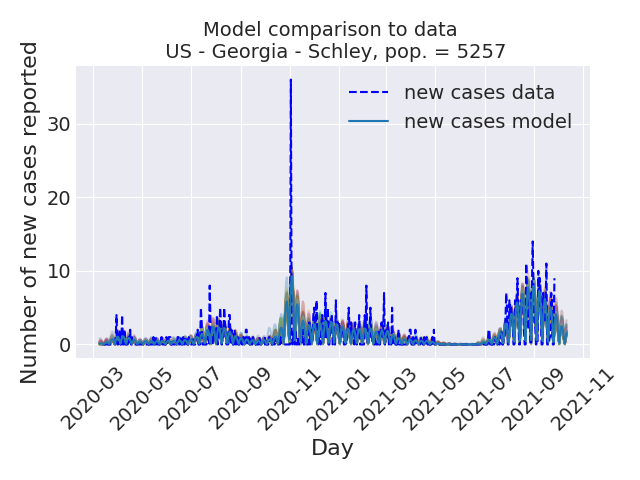 Model comparison to data
US - Georgia - Schley, pop. = 5257
Number of new cases reported
30
20
10
0
new cases data
new cases model
2020-03
2020-05
2020-07
2020-09
2020-11
2021-01
2021-03
2021-05
2021-07
2021-09
2021-11
Day